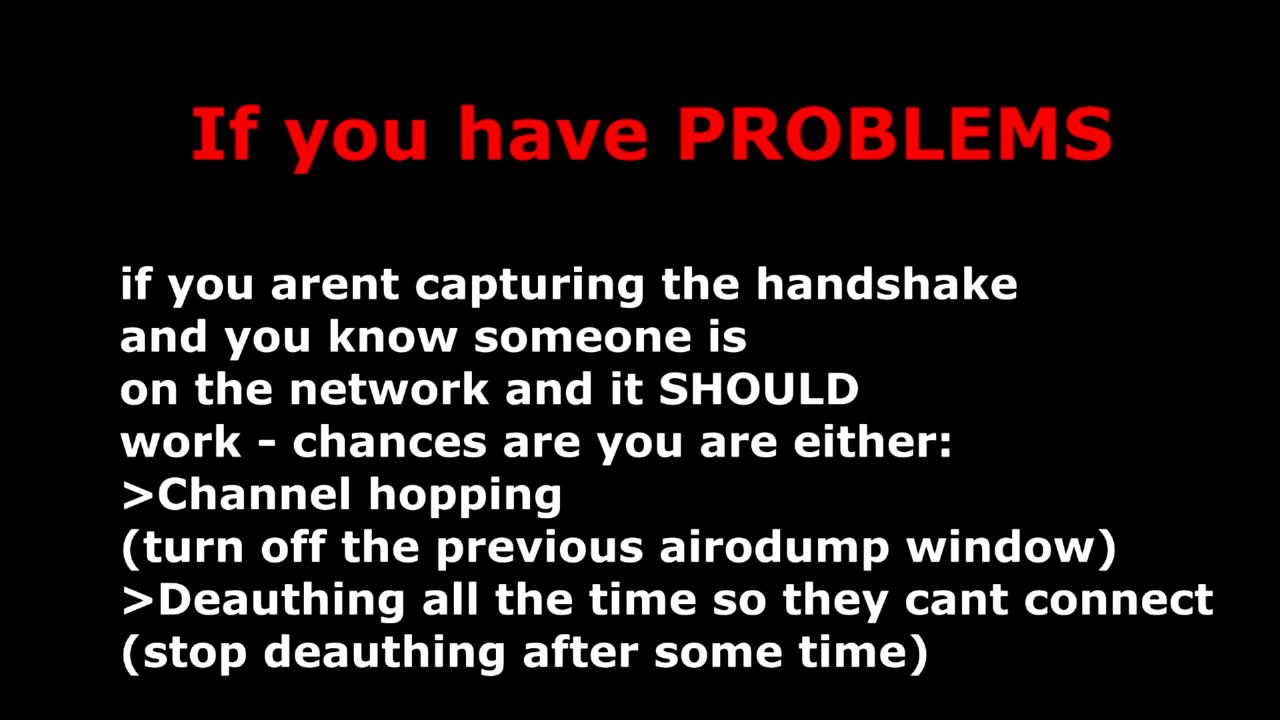 If you have PROBLEMS
if you arent capturing the handshake
and you know someone is
on the network and it SHOULD
work - chances are you are either:
>Channel hopping
(turn off the previous airodump window)
>Deauthing all the time so they cant connect
(stop deauthing after some time)